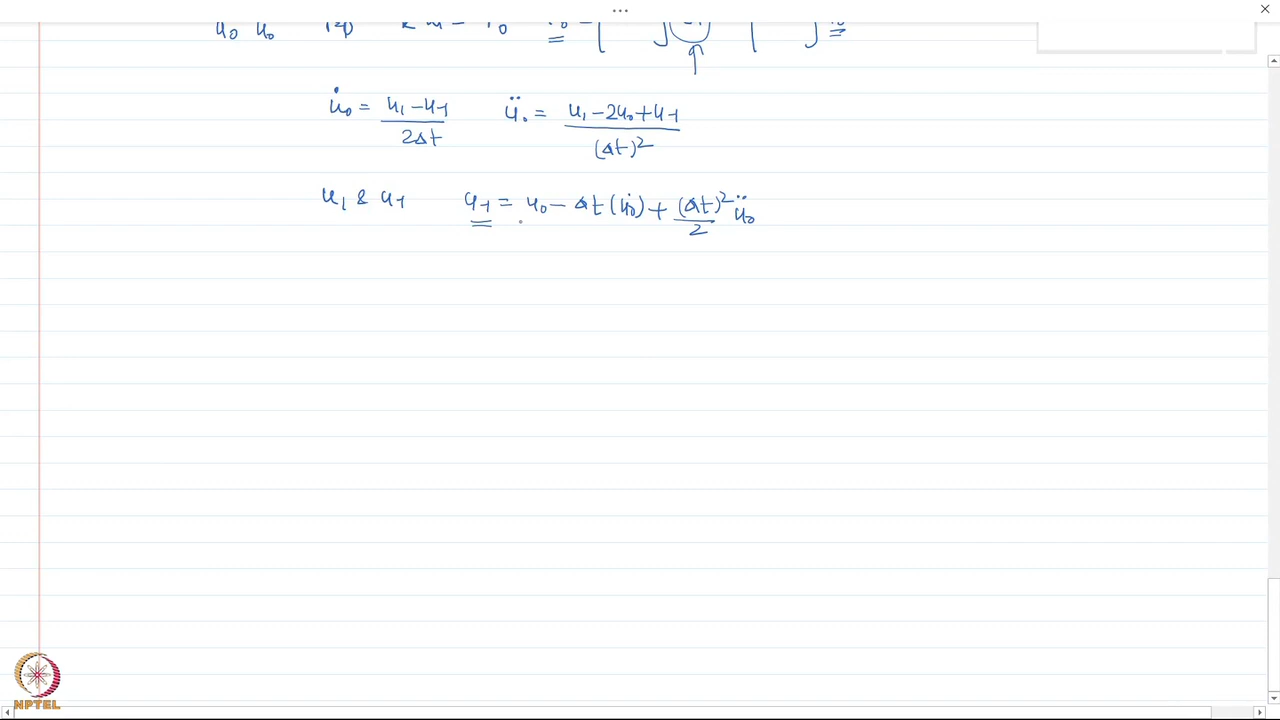 u̇₀ = (u₁ − u₋₁)/(2Δt)   ü₀ = (u₁ − 2u₀ + u₋₁)/(Δt)²
u₁ & u₋₁   u₋₁ = u₀ − Δt(u̇₀) + (Δt)²/2 ü₀
NPTEL